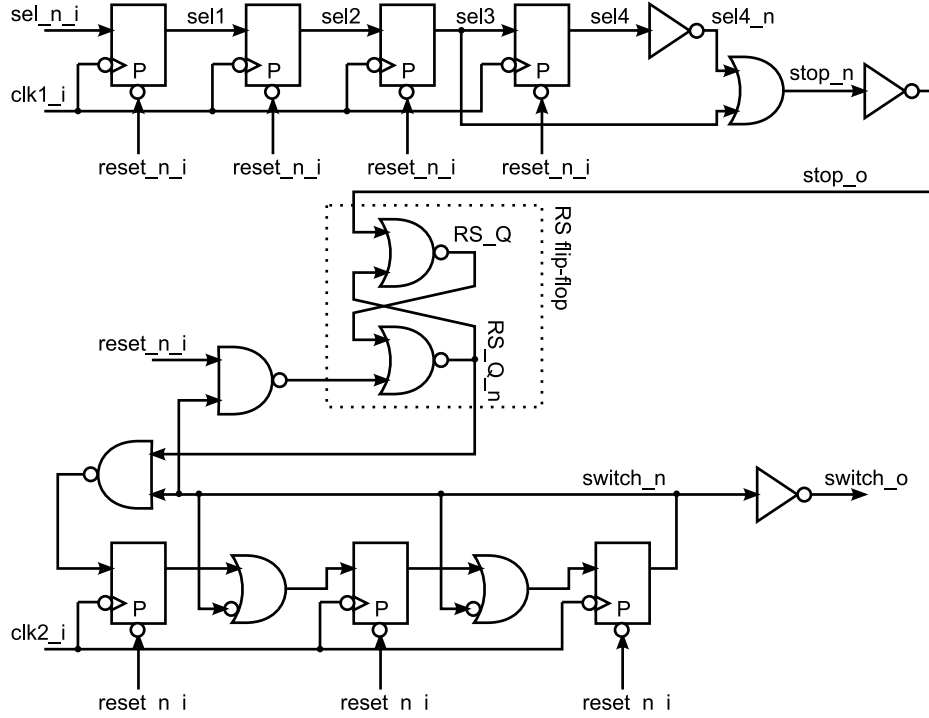 sel_n_i
sel1
sel2
sel3
sel4
sel4_n
stop_n
P
P
P
P
clk1_i
reset_n_i
reset_n_i
reset_n_i
reset_n_i
stop_o
RS_Q
RS flip-flop
RS_Q_n
reset_n_i
switch_n
switch_o
P
P
P
clk2_i
reset_n_i
reset_n_i
reset_n_i